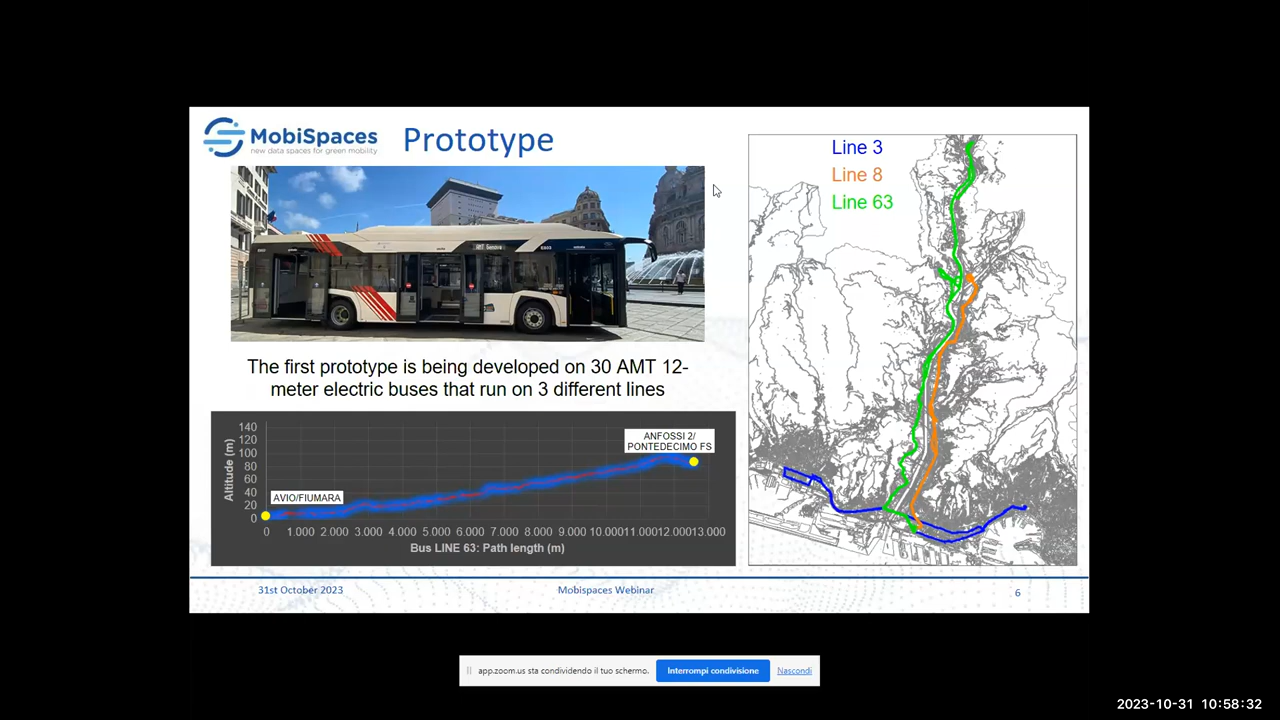 MobiSpaces
new data spaces for green mobility
Prototype
AMT Genova
The first prototype is being developed on 30 AMT 12-
meter electric buses that run on 3 different lines
140
120
100
80
60
40
20
0
Altitude (m)
AVIO/FIUMARA
ANFOSSI 2/
PONTEDECIMO FS
0 1.000 2.000 3.000 4.000 5.000 6.000 7.000 8.000 9.000 10.000 11.000 12.000 13.000
Bus LINE 63: Path length (m)
Line 3
Line 8
Line 63
31st October 2023
Mobispaces Webinar
6
app.zoom.us sta condividendo il tuo schermo.
Interrompi condivisione
Nascondi
2023-10-31 10:58:32